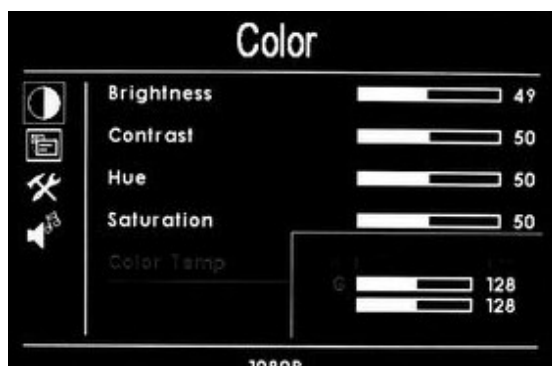 Color
Brightness 49
Contrast 50
Hue 50
Saturation 50
Color Temp
G 128
128
1080P